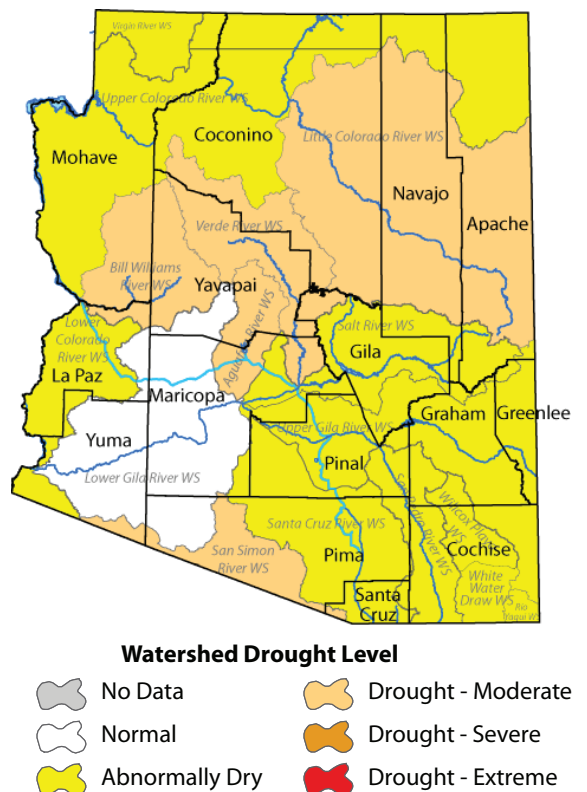 Virgin River WS
Upper Colorado River WS
Coconino
Little Colorado River WS
Mohave
Navajo
Apache
Verde River WS
Bill Williams
River WS
Yavapai
Agua Fria River WS
Lower
Colorado
River WS
Salt River WS
Gila
La Paz
Maricopa
Graham
Greenlee
Yuma
Upper Gila River WS
Lower Gila River WS
Pinal
San Pedro River WS
Willcox Playa
WS
Santa Cruz River WS
San Simon
River WS
Pima
Cochise
White
Water
Draw WS
Santa
Cruz
Rio
Yaqui WS
Watershed Drought Level
No Data
Drought - Moderate
Normal
Drought - Severe
Abnormally Dry
Drought - Extreme